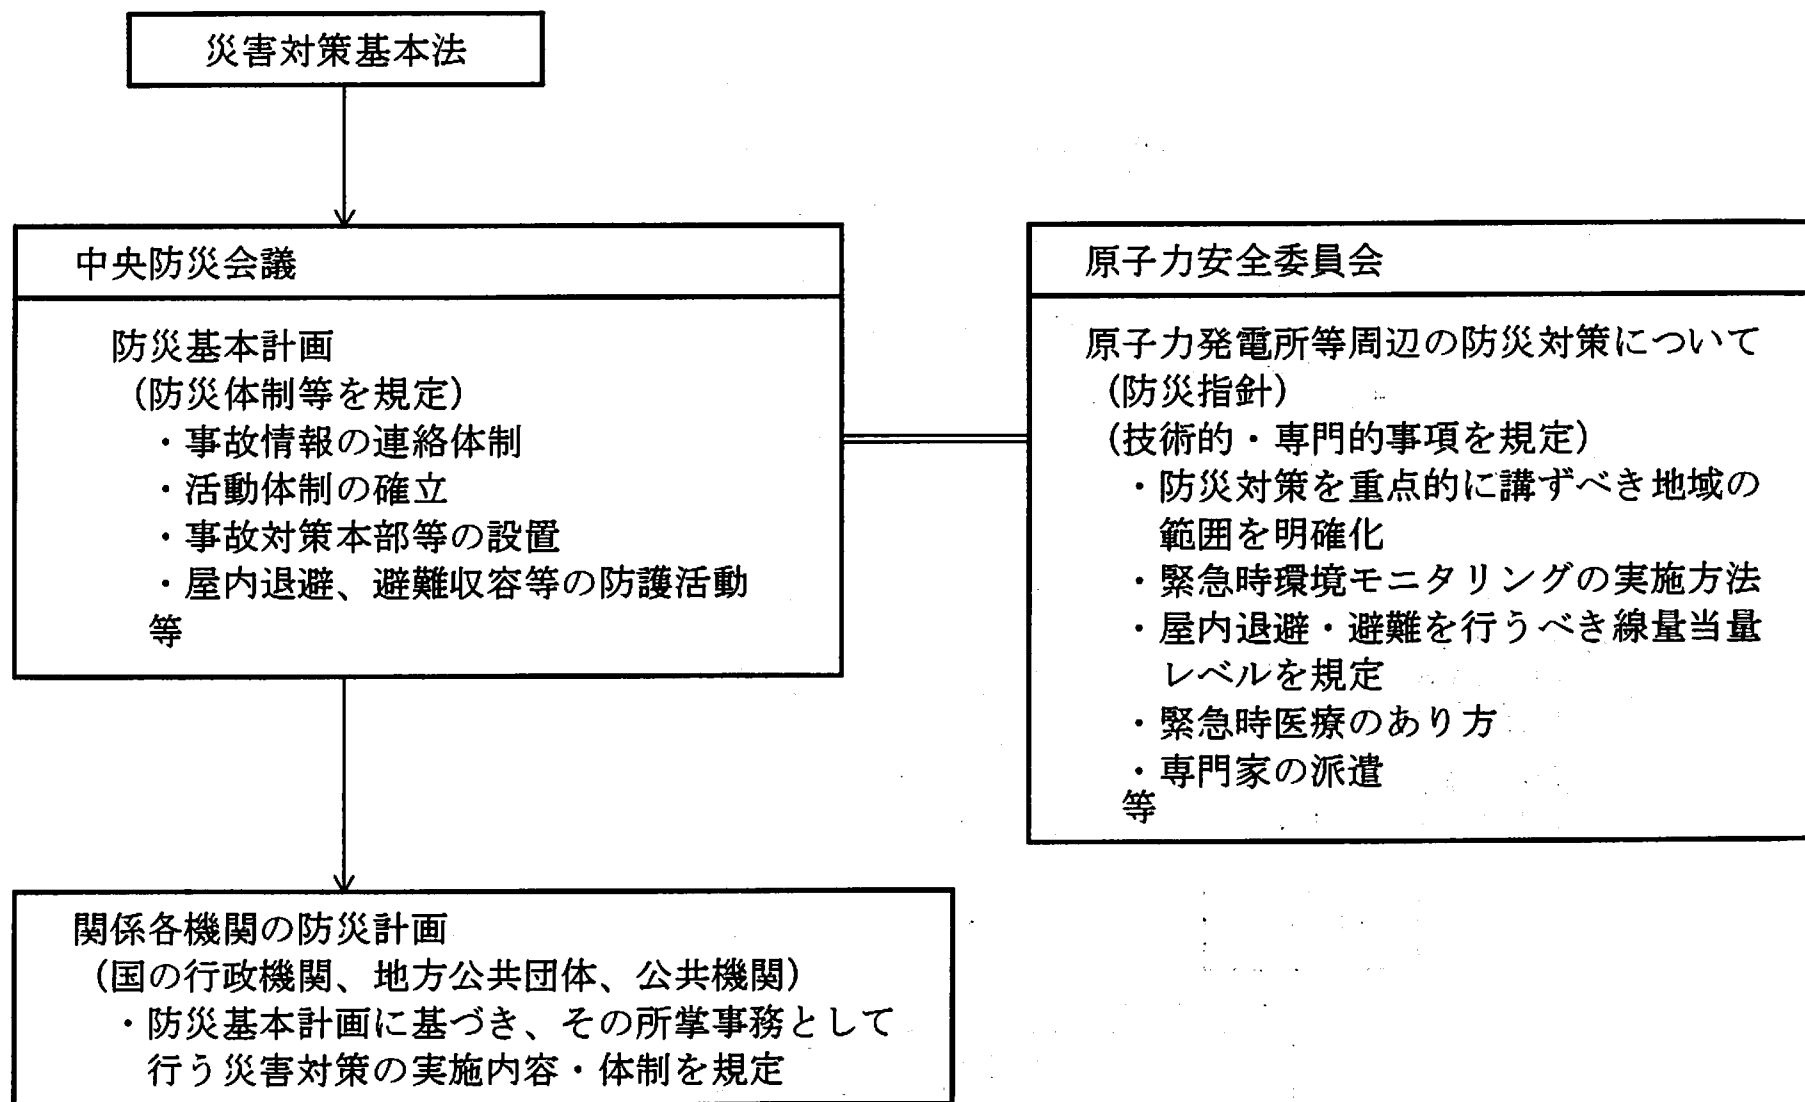 災害対策基本法
中央防災会議
防災基本計画
（防災体制等を規定）
・事故情報の連絡体制
・活動体制の確立
・事故対策本部等の設置
・屋内退避、避難収容等の防護活動
等
原子力安全委員会
原子力発電所等周辺の防災対策について
（防災指針）
（技術的・専門的事項を規定）
・防災対策を重点的に講ずべき地域の
範囲を明確化
・緊急時環境モニタリングの実施方法
・屋内退避・避難を行うべき線量当量
レベルを規定
・緊急時医療のあり方
・専門家の派遣
等
関係各機関の防災計画
（国の行政機関、地方公共団体、公共機関）
・防災基本計画に基づき、その所掌事務として
行う災害対策の実施内容・体制を規定